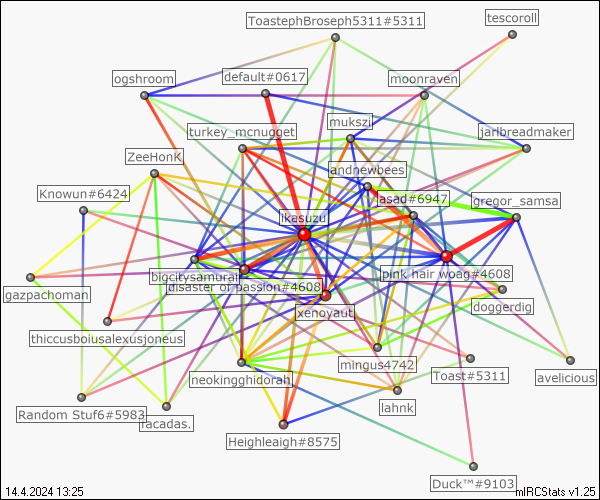 ToastephBroseph5311#5311
tescoroll
ogshroom
default#0617
moonraven
turkey_mcnugget
mukszi
jarlbreadmaker
ZeeHonK
andnewbees
Knowun#6424
asad#6947
gregor_samsa
ikasuzu
bigcitysamurai
pink hair woag#4608
disaster of passion#4608
gazpachoman
doggerdig
xenoyaut
thiccusboiusalexusjoneus
mingus4742
neokingghidorah
Toast#5311
avelicious
lahnk
Random Stuf6#5983
facadas.
Heighleaigh#8575
Duck™#9103
14.4.2024 13:25
mIRCStats v1.25